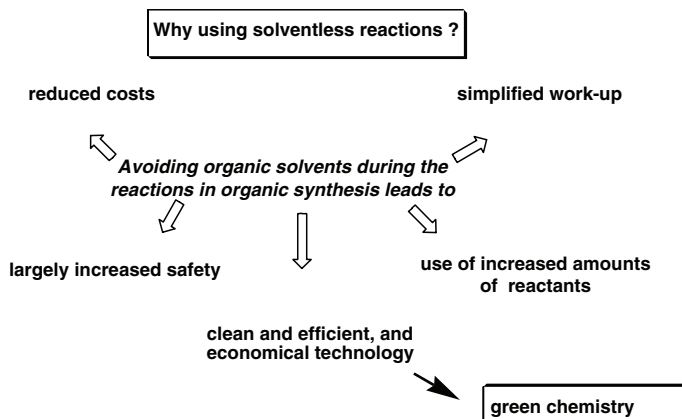 Why using solventless reactions ?
reduced costs
simplified work-up
Avoiding organic solvents during the
reactions in organic synthesis leads to
largely increased safety
use of increased amounts
of reactants
clean and efficient, and
economical technology
green chemistry